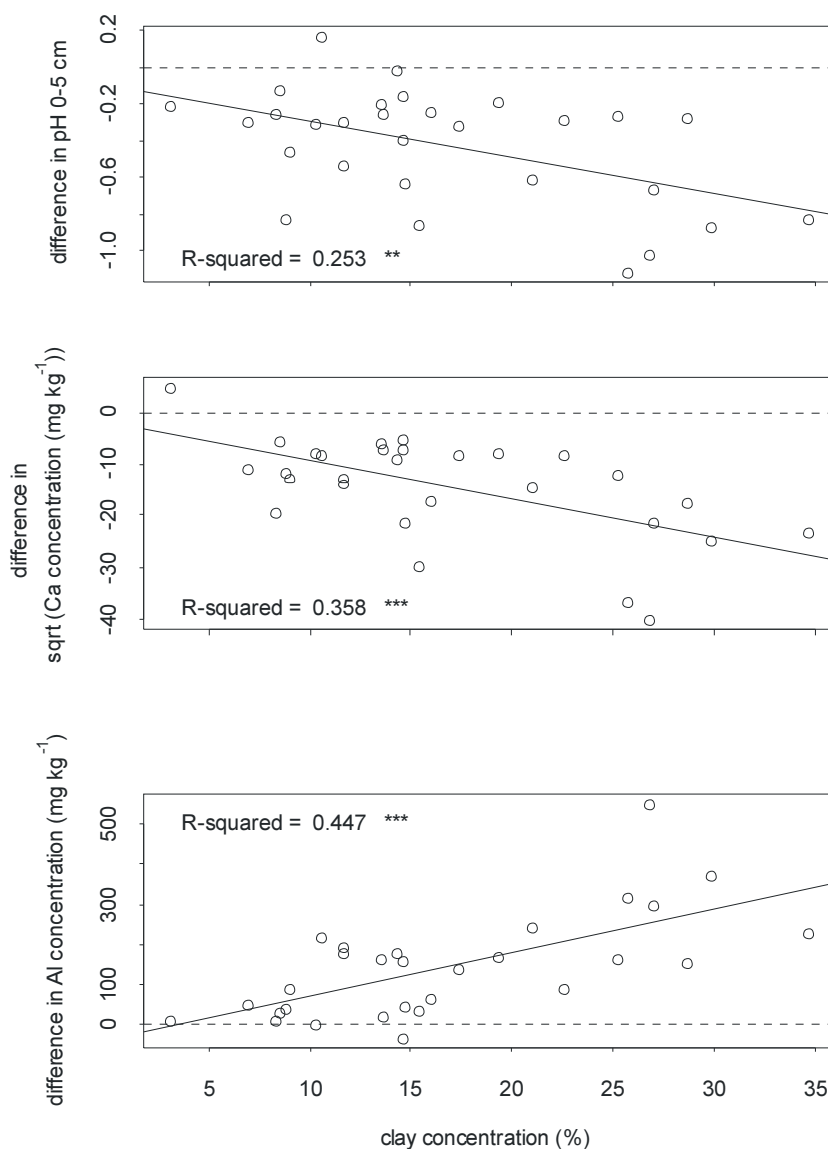 difference in pH 0-5 cm
0.2
-0.2
-0.6
-1.0
R-squared = 0.253 **
difference in
sqrt (Ca concentration (mg kg⁻¹))
0
-10
-20
-30
-40
R-squared = 0.358 ***
difference in Al concentration (mg kg⁻¹)
500
300
100
0
R-squared = 0.447 ***
5 10 15 20 25 30 35
clay concentration (%)